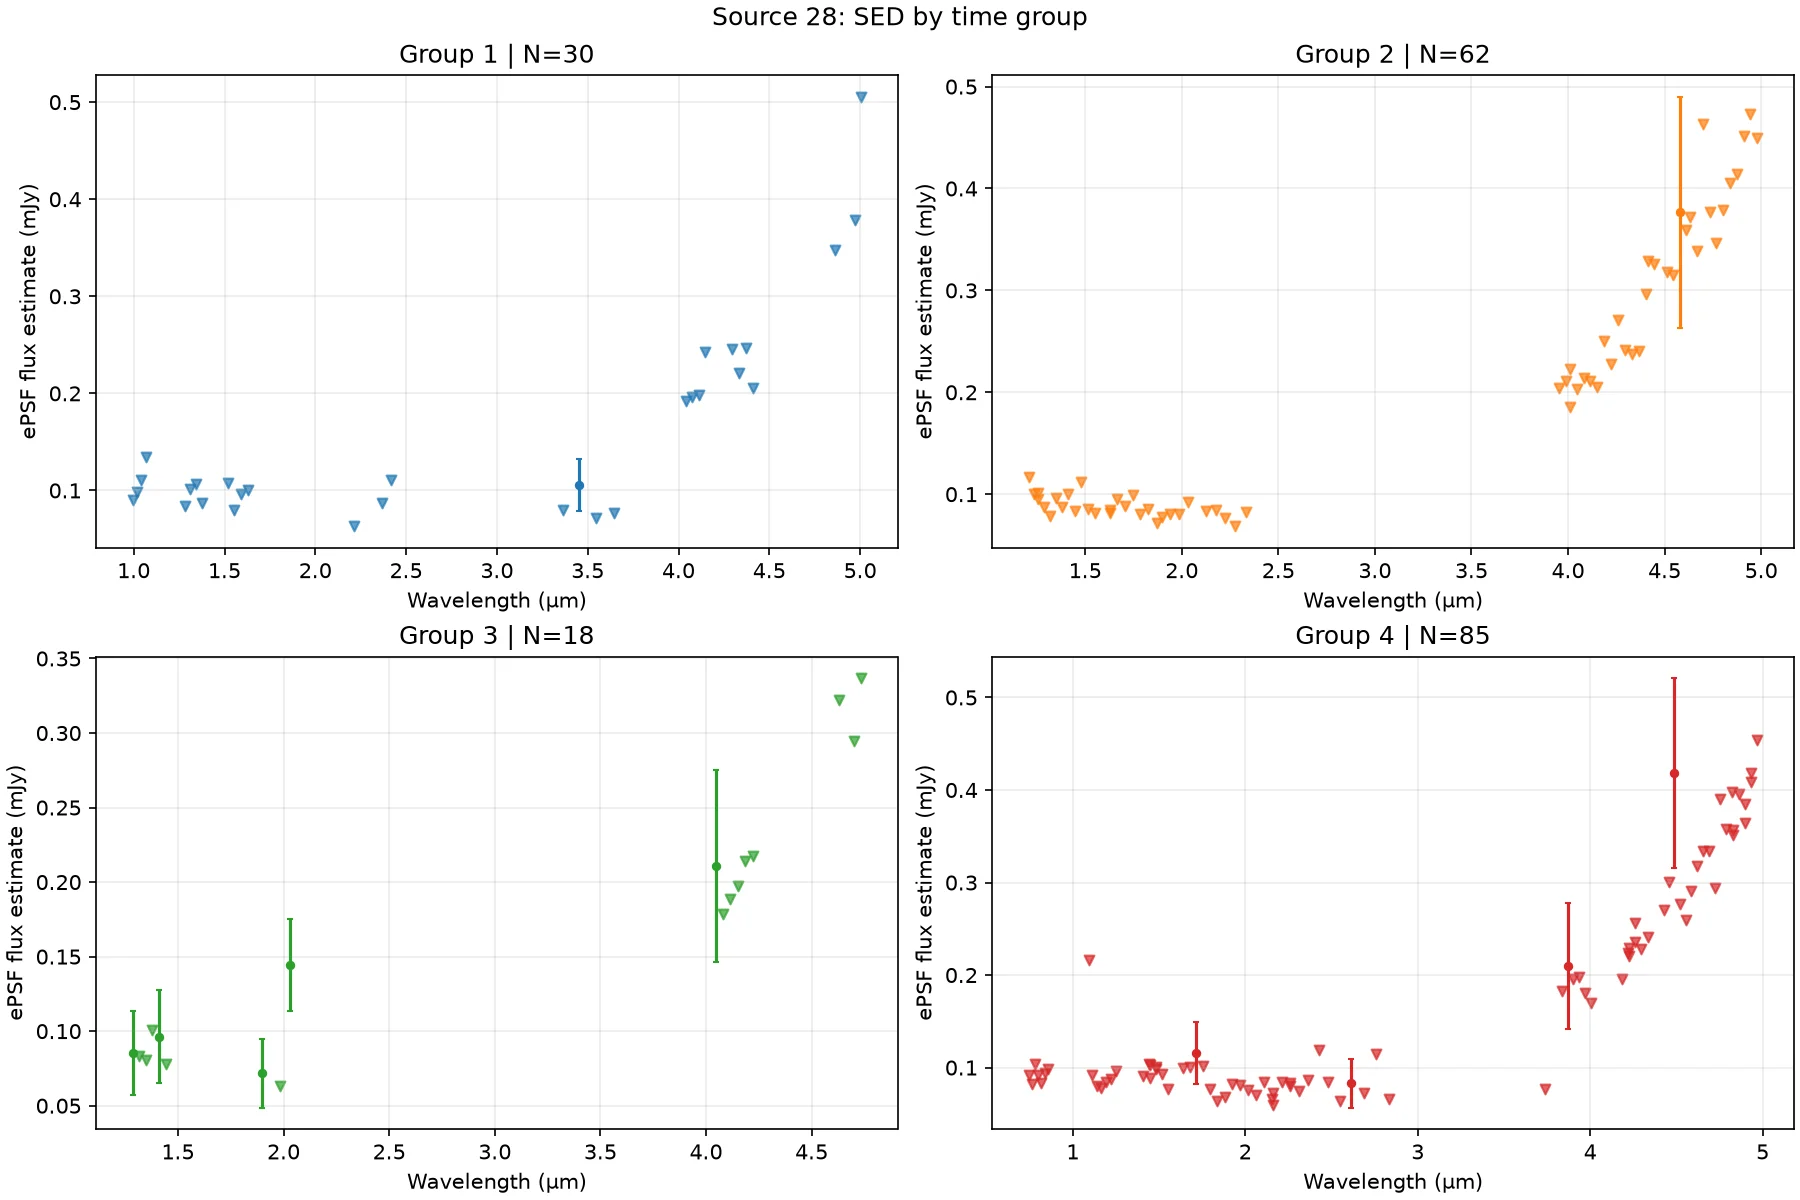 Source 28: SED by time group
Group 1 | N=30
ePSF flux estimate (mJy)
0.5
0.4
0.3
0.2
0.1
1.0 1.5 2.0 2.5 3.0 3.5 4.0 4.5 5.0
Wavelength (µm)
Group 2 | N=62
ePSF flux estimate (mJy)
0.5
0.4
0.3
0.2
0.1
1.5 2.0 2.5 3.0 3.5 4.0 4.5 5.0
Wavelength (µm)
Group 3 | N=18
ePSF flux estimate (mJy)
0.35
0.30
0.25
0.20
0.15
0.10
0.05
1.5 2.0 2.5 3.0 3.5 4.0 4.5
Wavelength (µm)
Group 4 | N=85
ePSF flux estimate (mJy)
0.5
0.4
0.3
0.2
0.1
1 2 3 4 5
Wavelength (µm)